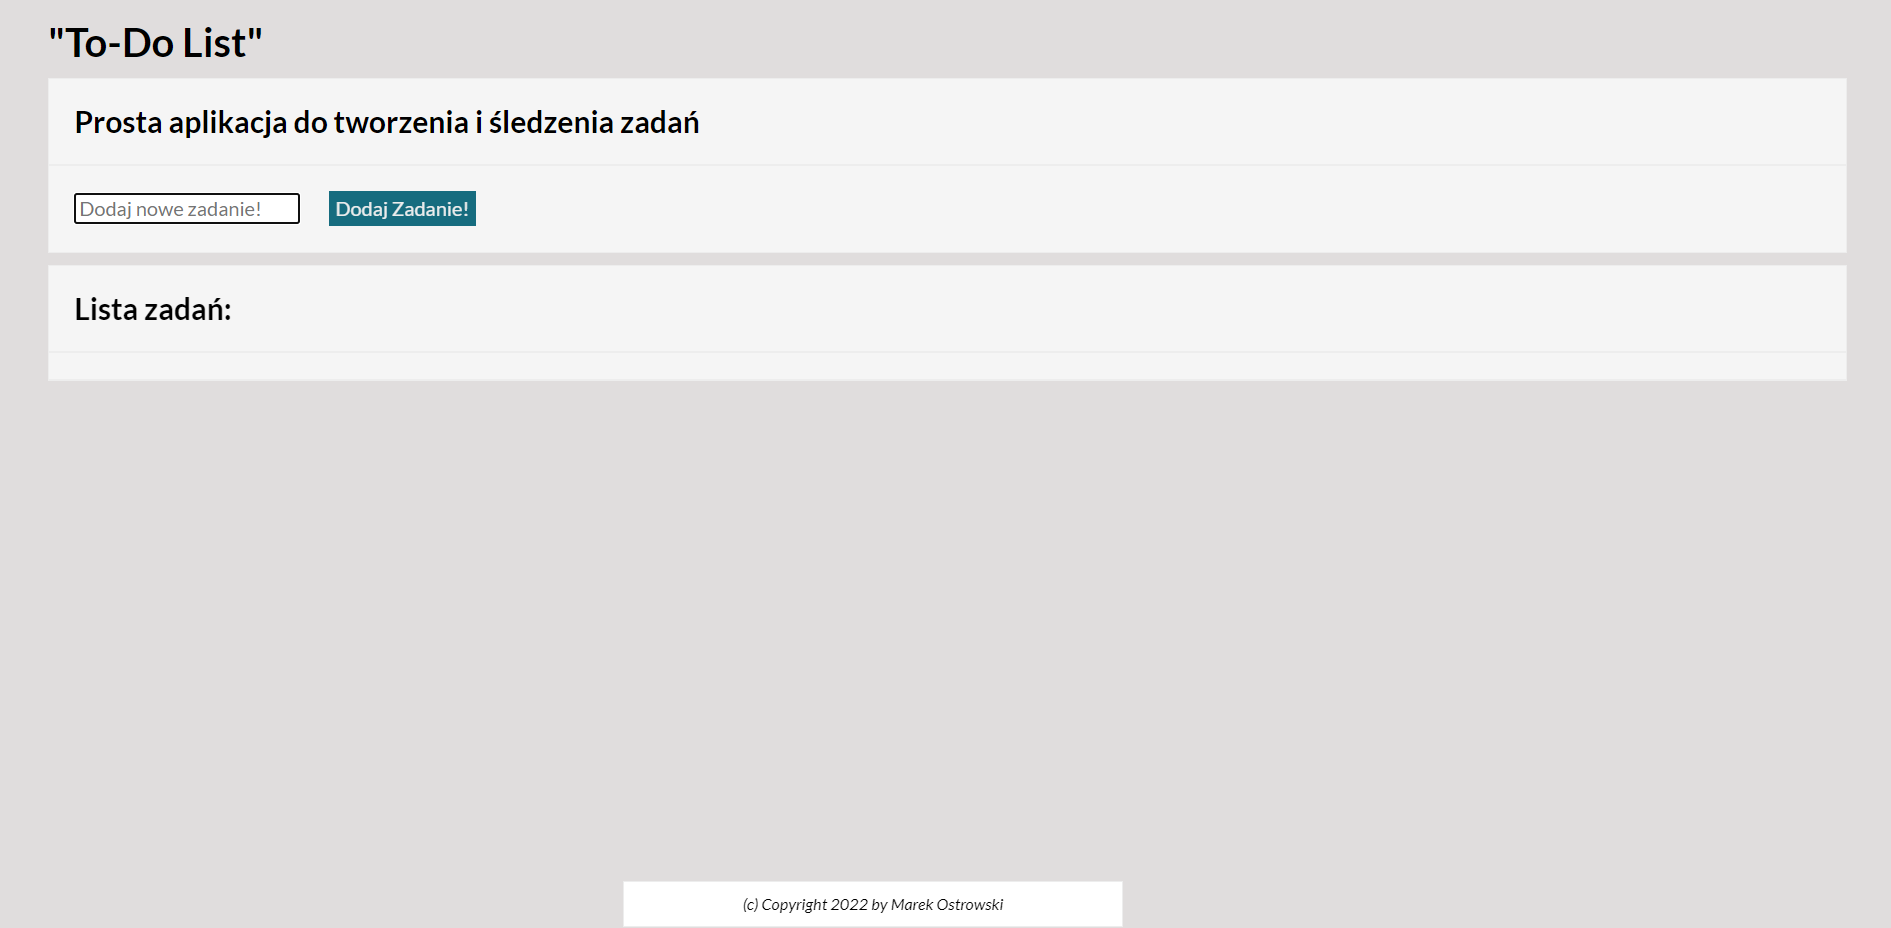 "To-Do List"
Prosta aplikacja do tworzenia i śledzenia zadań
Dodaj nowe zadanie! Dodaj Zadanie!
Lista zadań:
(c) Copyright 2022 by Marek Ostrowski